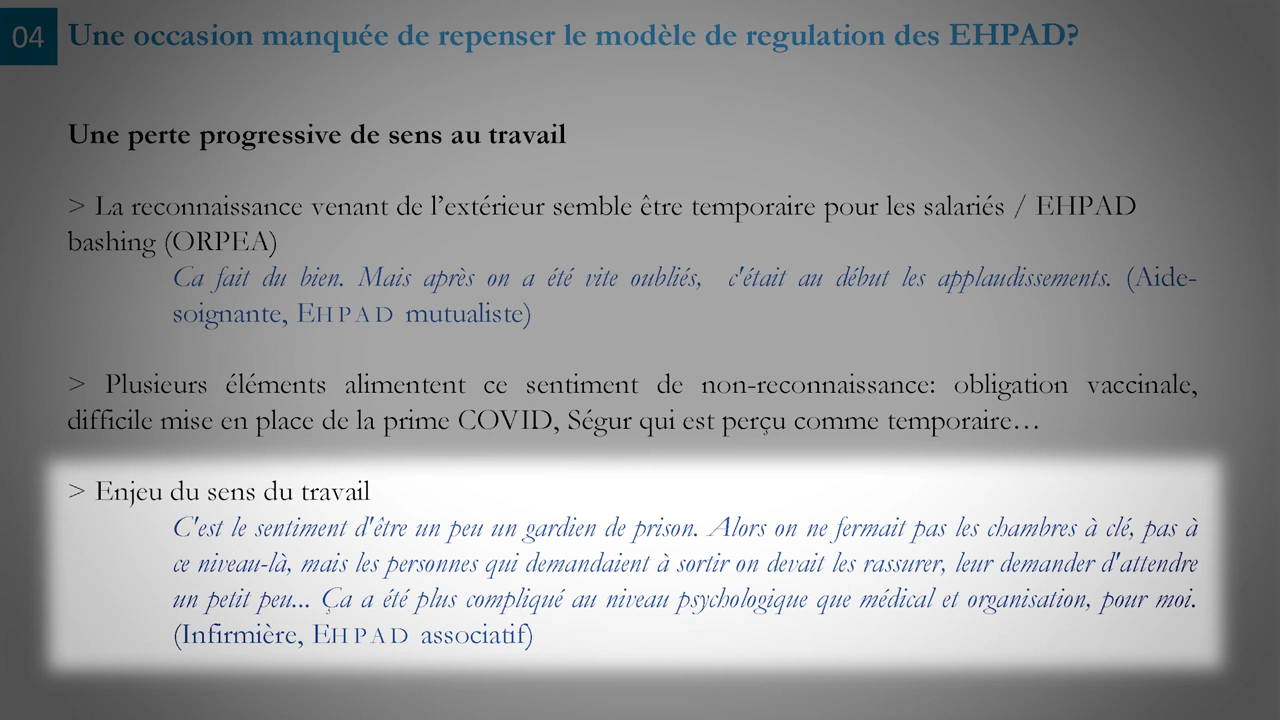 04 Une occasion manquée de repenser le modèle de regulation des EHPAD?
Une perte progressive de sens au travail
> La reconnaissance venant de l’extérieur semble être temporaire pour les salariés / EHPAD
bashing (ORPEA)
Ca fait du bien. Mais après on a été vite oubliés, c'était au début les applaudissements. (Aide-
soignante, EHPAD mutualiste)
> Plusieurs éléments alimentent ce sentiment de non-reconnaissance: obligation vaccinale,
difficile mise en place de la prime COVID, Ségur qui est perçu comme temporaire…
> Enjeu du sens du travail
C'est le sentiment d'être un peu un gardien de prison. Alors on ne fermait pas les chambres à clé, pas à
ce niveau-là, mais les personnes qui demandaient à sortir on devait les rassurer, leur demander d'attendre
un petit peu... Ça a été plus compliqué au niveau psychologique que médical et organisation, pour moi.
(Infirmière, EHPAD associatif)